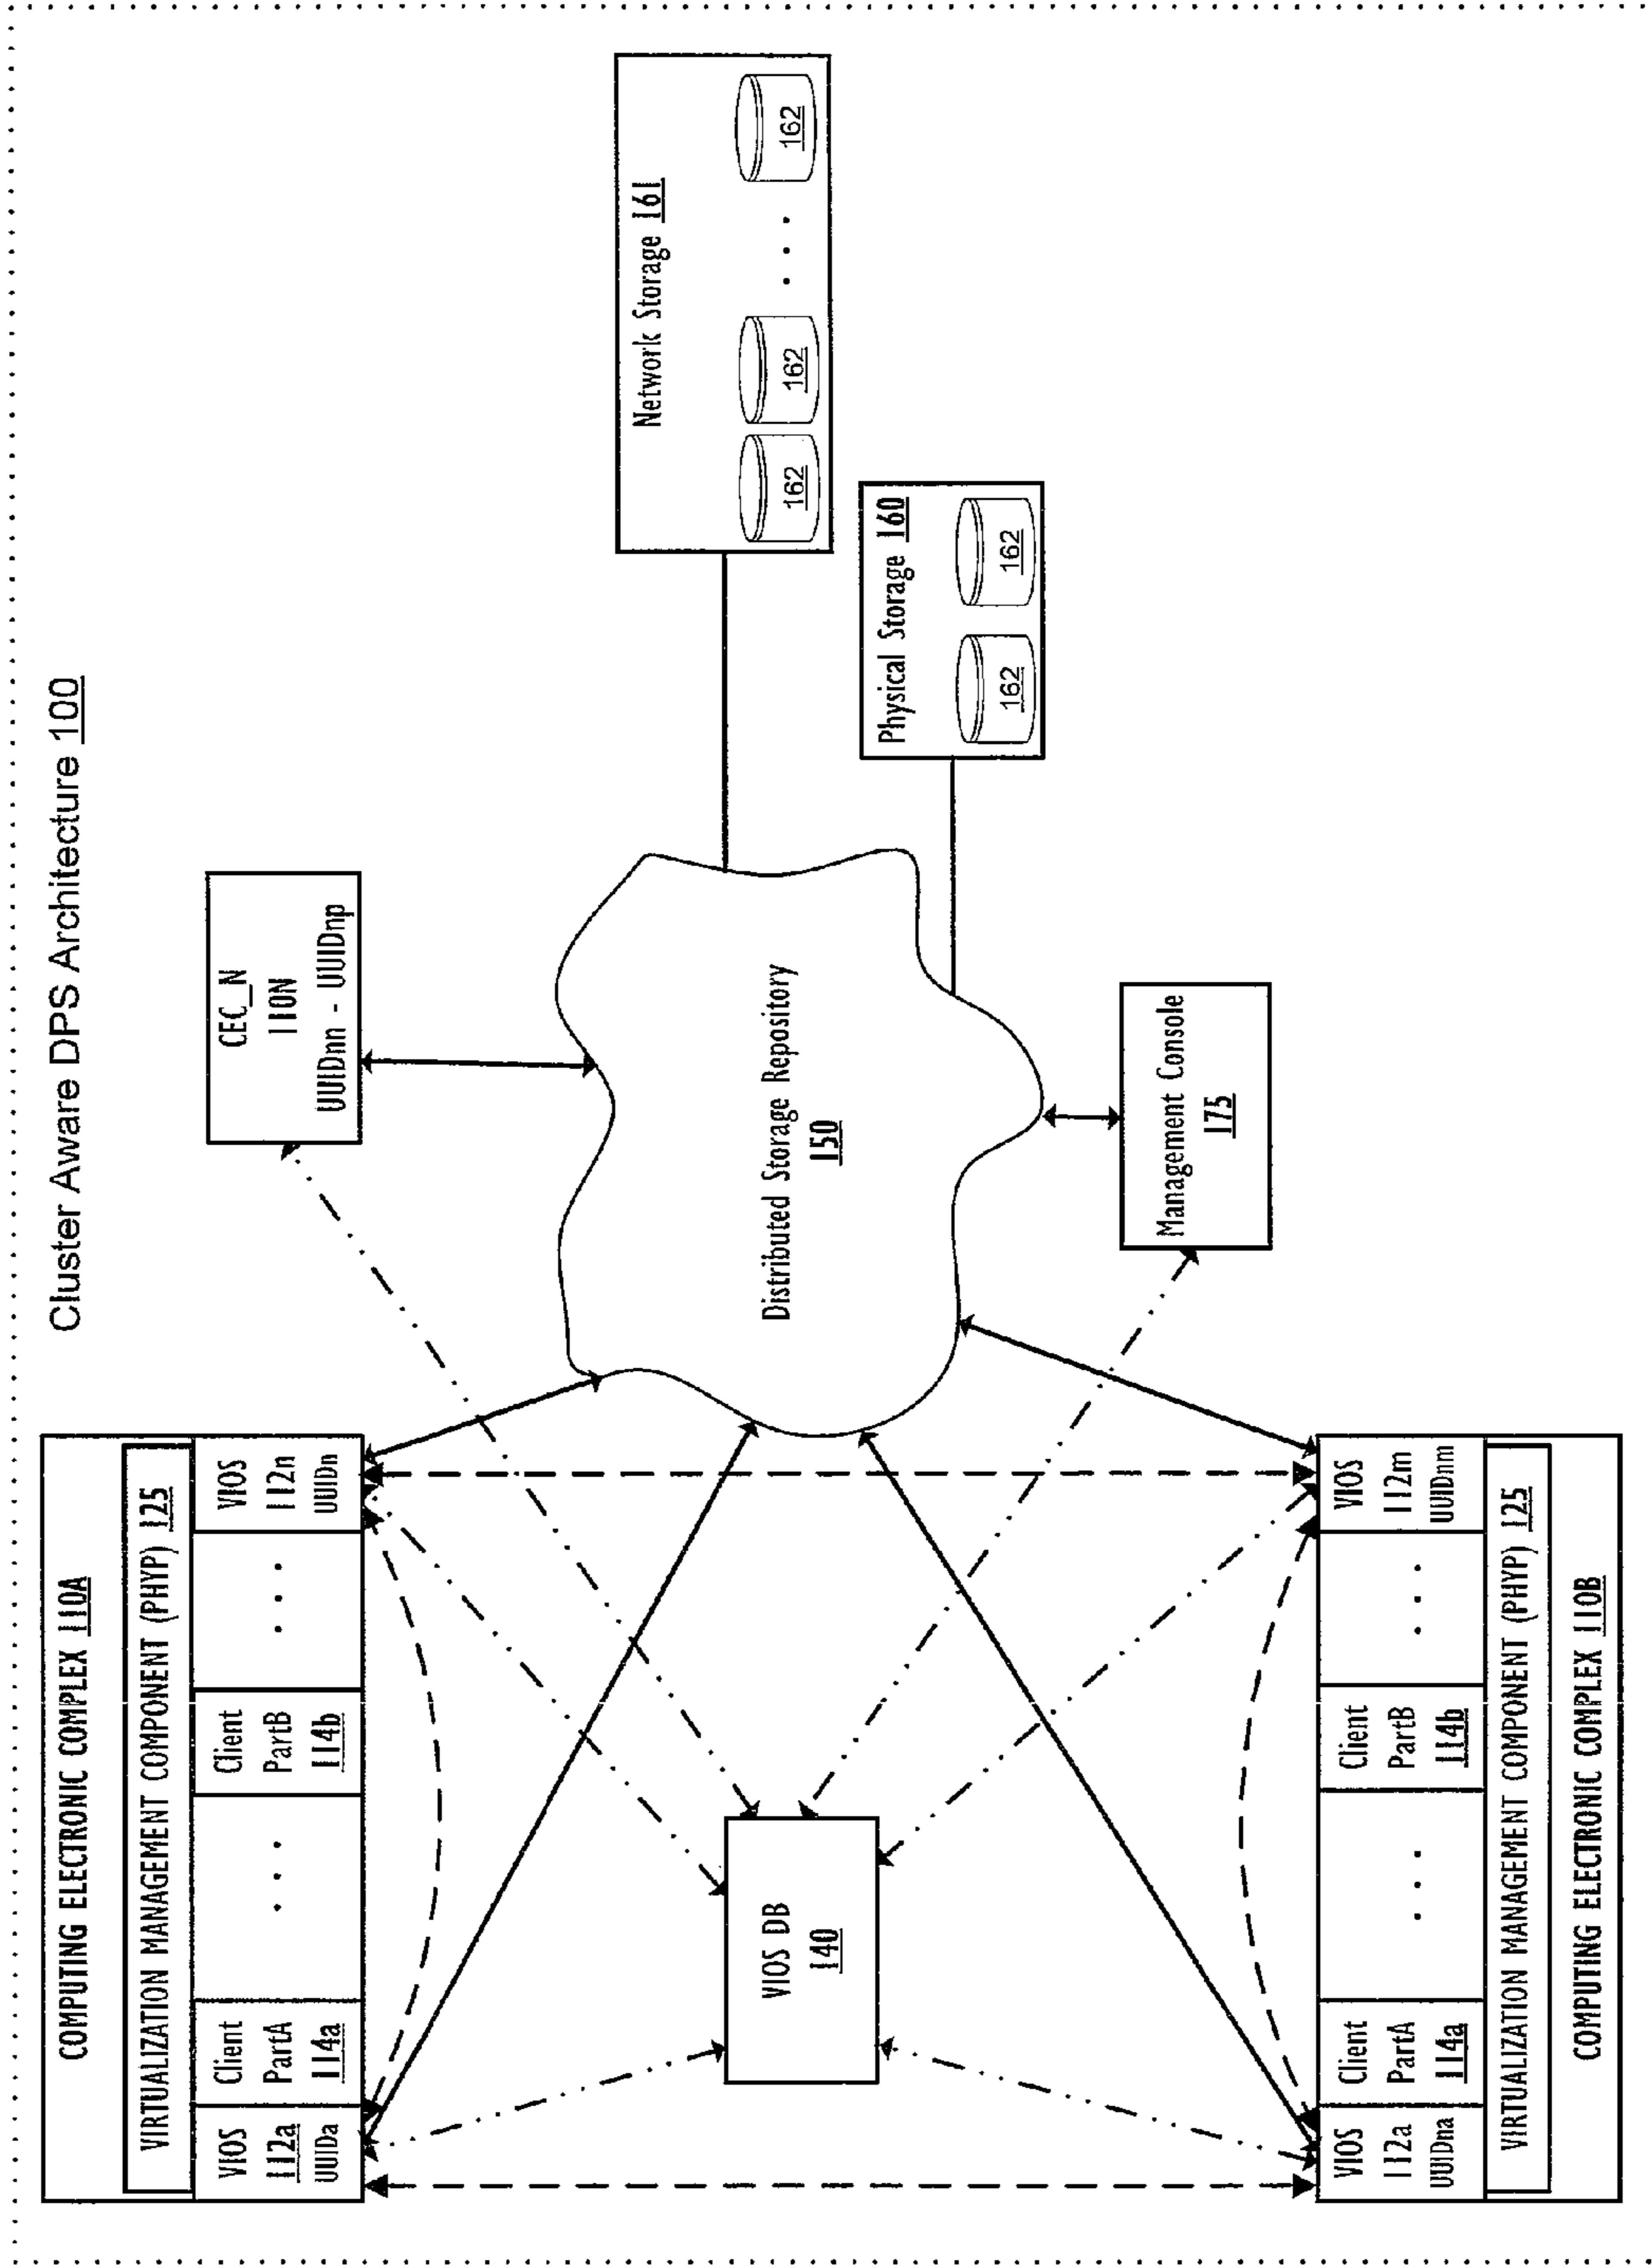 Cluster Aware DPS Architecture 100
COMPUTING ELECTRONIC COMPLEX 110A
VIRTUALIZATION MANAGEMENT COMPONENT (PHYP) 125
VIOS
112a
UUIDa
Client
PartA
114a
. . .
Client
PartB
114b
. . .
VIOS
112n
UUIDn
CEC_N
110N
UUIDnn - UUIDnp
Network Storage 161
162
162
. . .
162
Distributed Storage Repository
150
Physical Storage 160
162
162
VIOS DB
140
Management Console
175
VIOS
112a
UUIDna
Client
PartA
114a
. . .
Client
PartB
114b
. . .
VIOS
112m
UUIDnm
VIRTUALIZATION MANAGEMENT COMPONENT (PHYP) 125
COMPUTING ELECTRONIC COMPLEX 110B